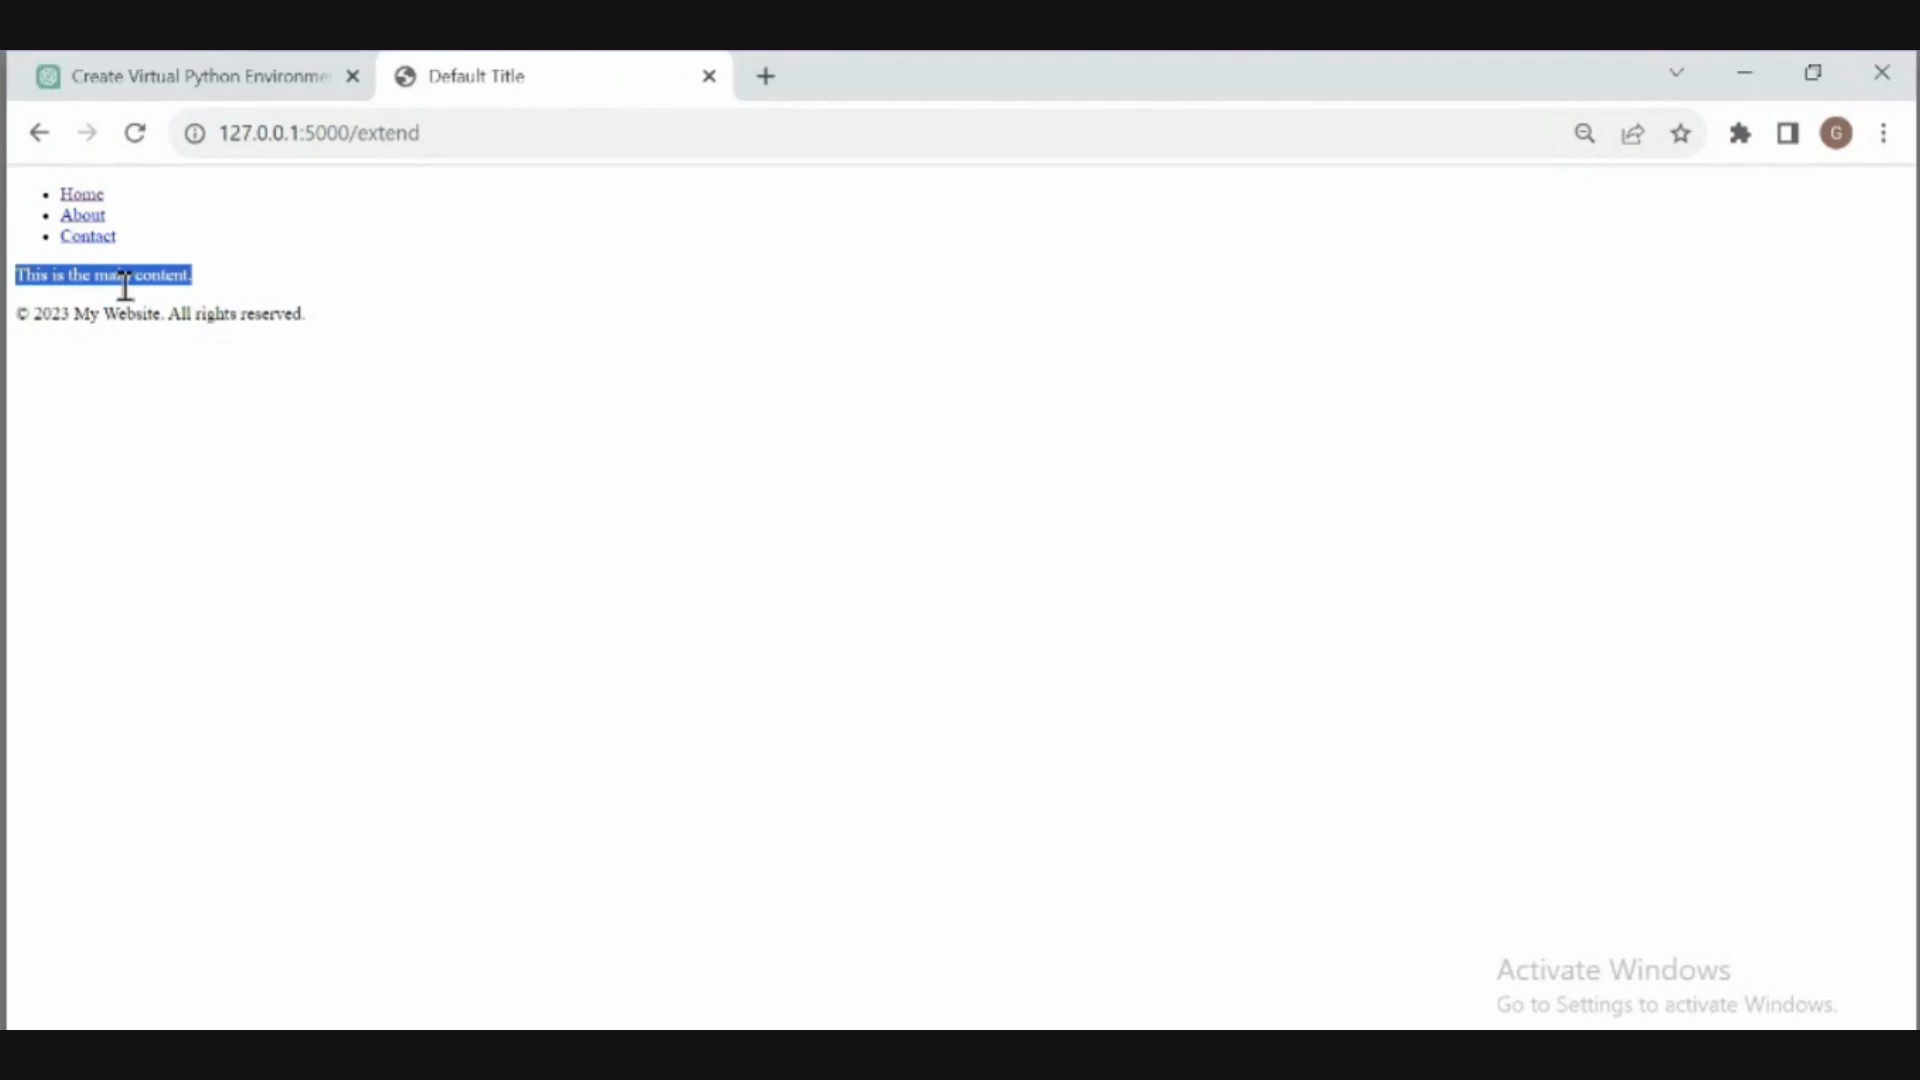 Create Virtual Python Environme
Default Title
127.0.0.1:5000/extend
G
Home
About
Contact
This is the main content.
© 2023 My Website. All rights reserved.
Activate Windows
Go to Settings to activate Windows.